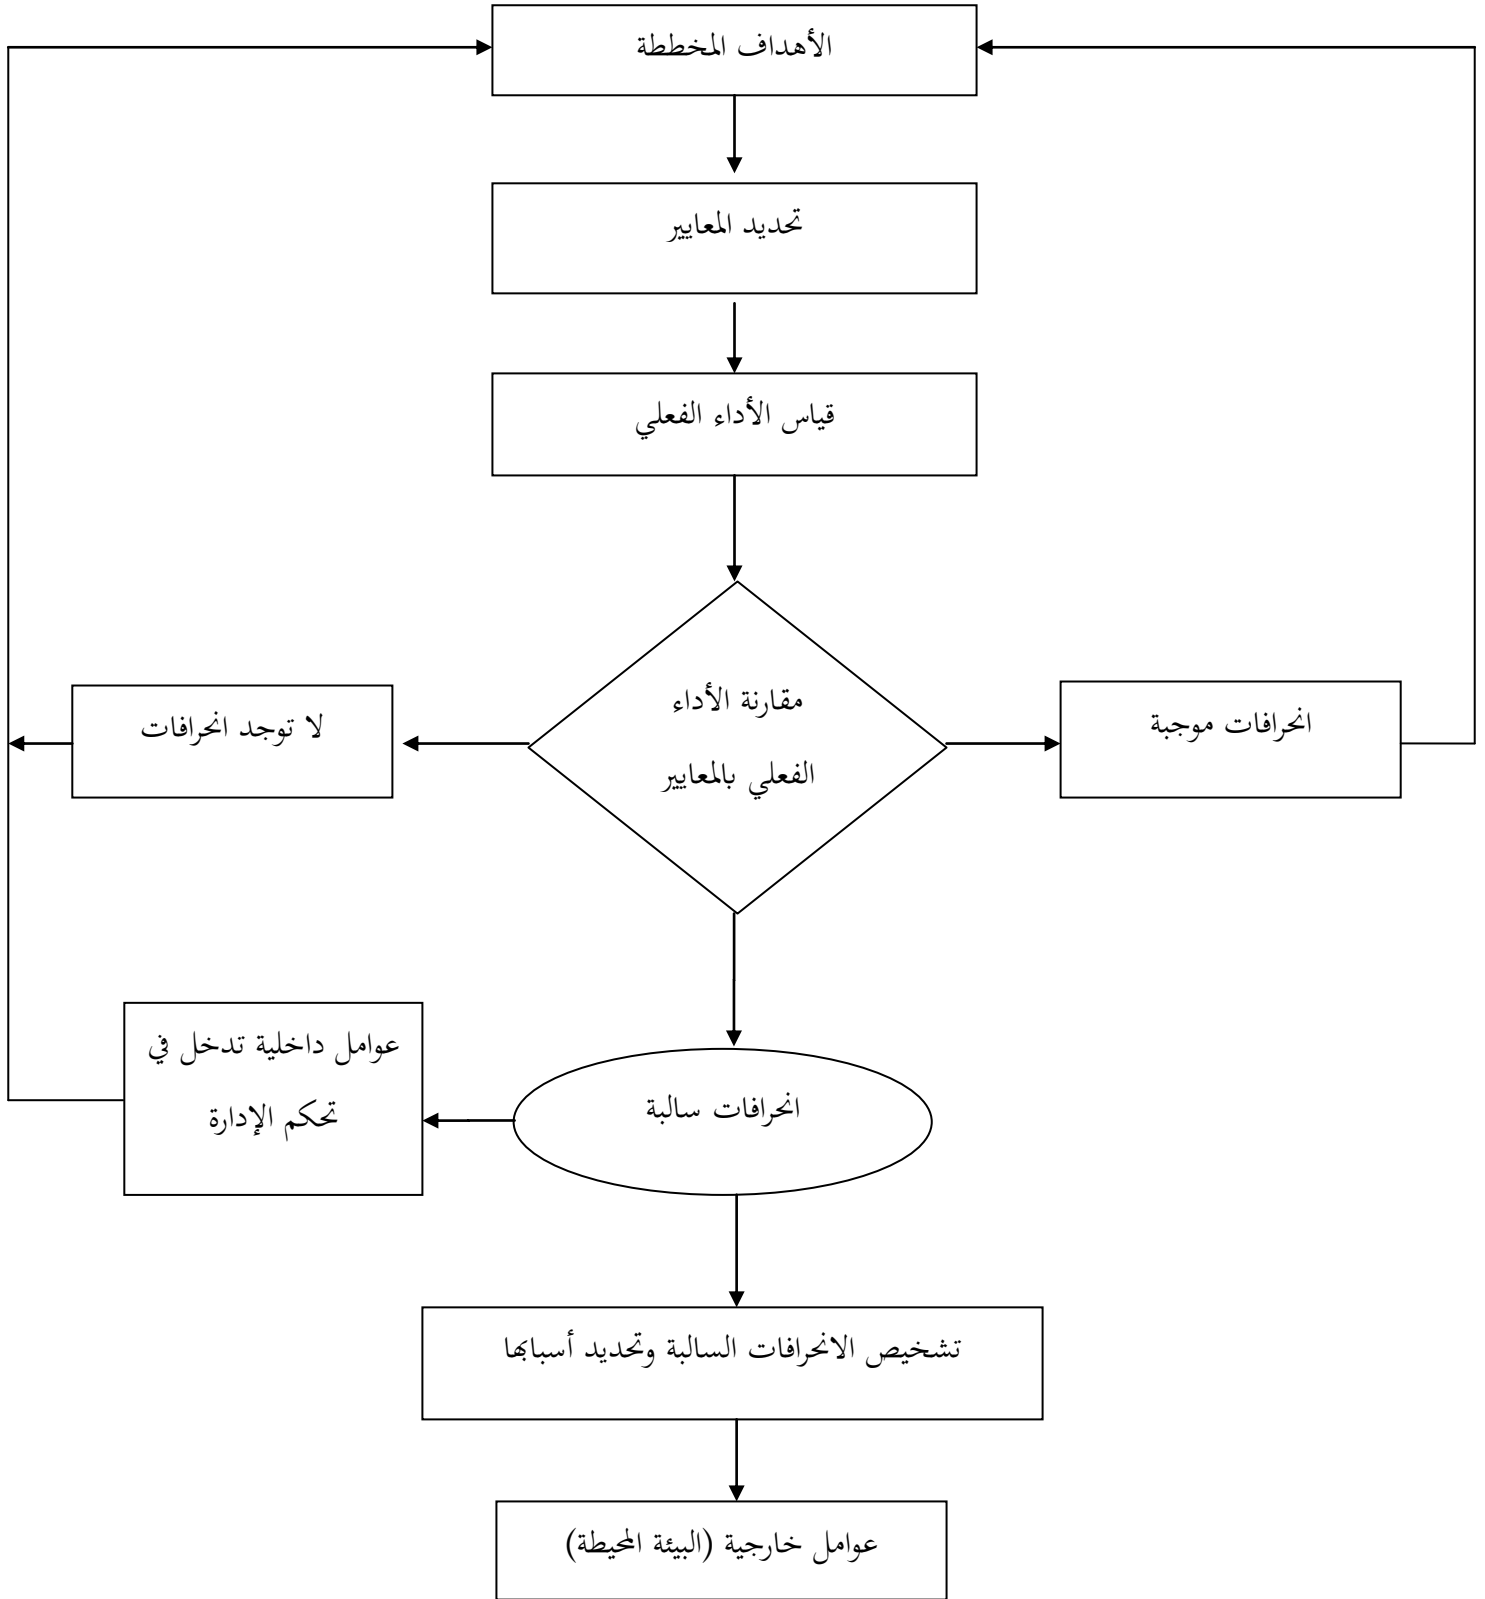 الأهداف المخططة
تحديد المعايير
قياس الأداء الفعلي
مقارنة الأداء
الفعلي بالمعايير
انحرافات موجبة
لا توجد انحرافات
انحرافات سالبة
عوامل داخلية تدخل في
تحكم الإدارة
تشخيص الانحرافات السالبة وتحديد أسبابها
عوامل خارجية (البيئة المحيطة)